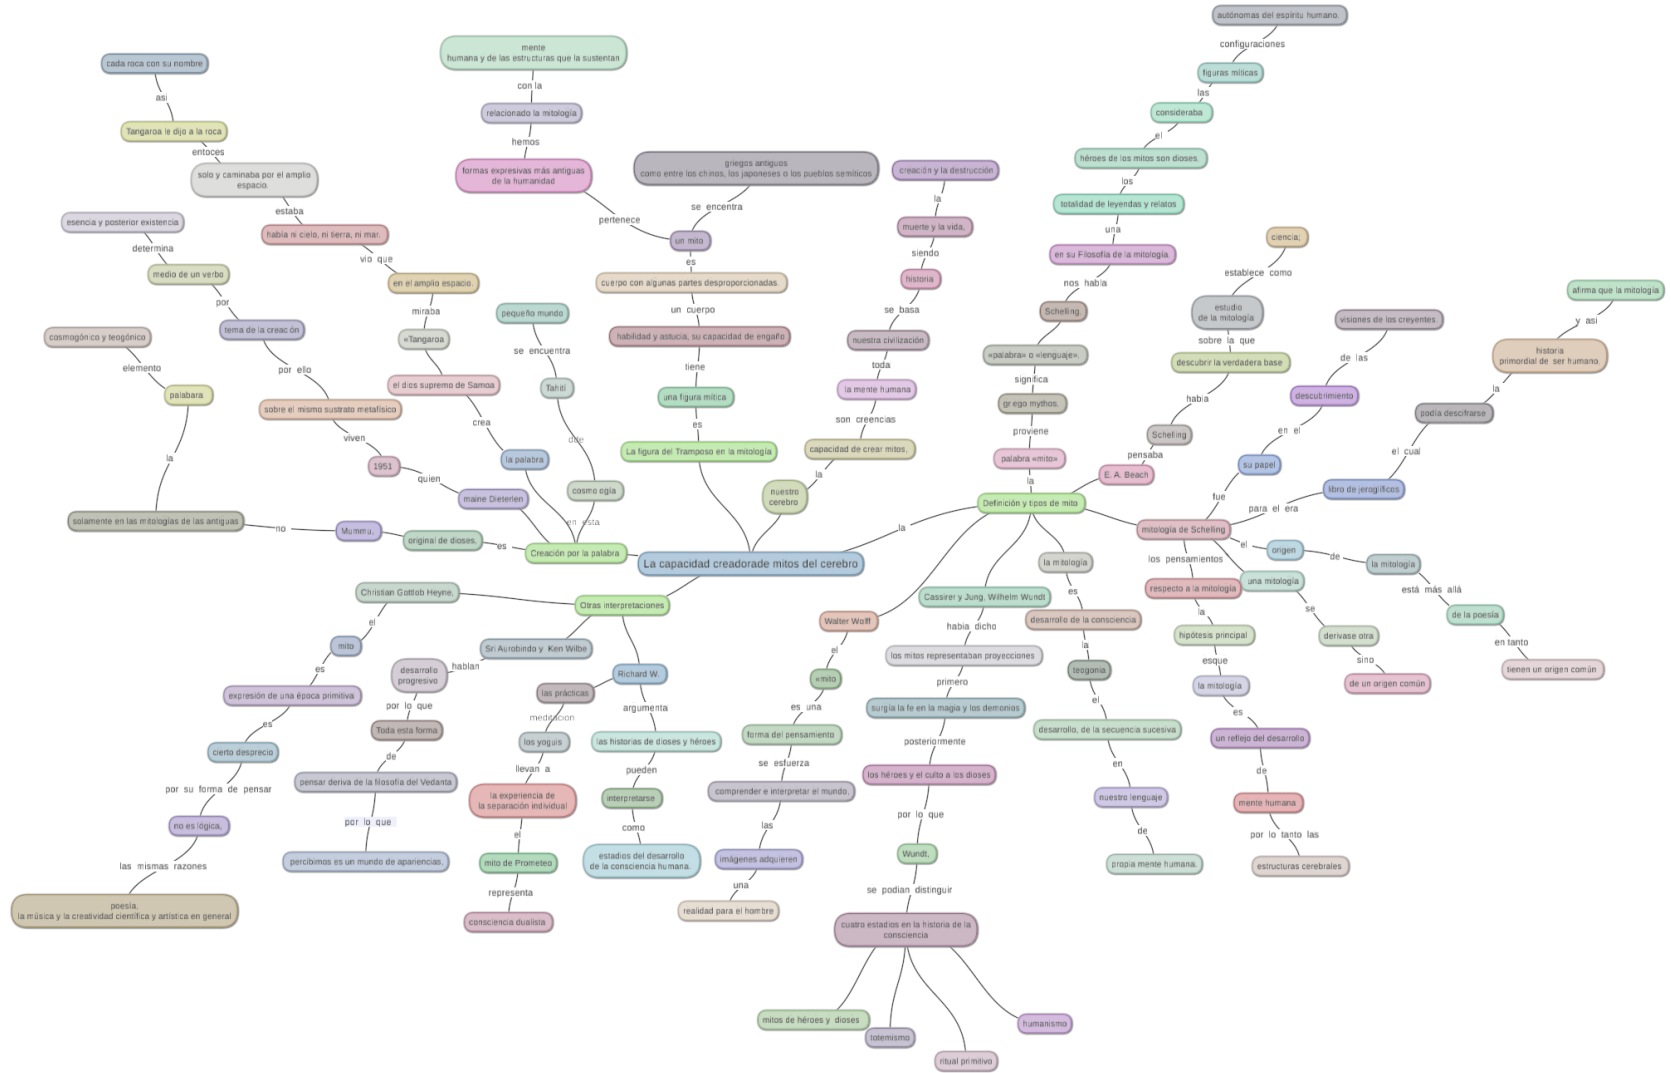 La capacidad creadorade mitos del cerebro
Creación por la palabra
es
original de dioses,
Mummu,
no
solamente en las mitologías de las antiguas
la
palabara
elemento
cosmogónico y teogónico
maine Dieterlen
quien
1951
viven
sobre el mismo sustrato metafísico
por ello
tema de la creación
por
medio de un verbo
determina
esencia y posterior existencia
la palabra
crea
el dios supremo de Samoa
«Tangaroa
miraba
en el amplio espacio.
vio que
había ni cielo, ni tierra, ni mar.
estaba
solo y caminaba por el amplio
espacio.
entoces
Tangaroa le dijo a la roca
asi
cada roca con su nombre
en esta
cosmo ogía
Tahití
se encuentra
pequeño mundo
La figura del Tramposo en la mitología
es
una figura mítica
tiene
habilidad y astucia, su capacidad de engaño
un cuerpo
cuerpo con algunas partes desproporcionadas.
es
un mito
pertenece
formas expresivas más antiguas
de la humanidad
hemos
relacionado la mitología
con la
mente
humana y de las estructuras que la sustentan
se encentra
griegos antiguos
como entre los chinos, los japoneses o los pueblos semíticos
nuestro
cerebro
la
capacidad de crear mitos,
son creencias
la mente humana
toda
nuestra civilización
se basa
historia
siendo
muerte y la vida,
la
creación y la destrucción
la
Definición y tipos de mito
la
palabra «mito»
proviene
griego mythos,
significa
«palabra» o «lenguaje».
Schelling.
nos habla
en su Filosofía de la mitología
una
totalidad de leyendas y relatos
los
héroes de los mitos son dioses.
el
consideraba
las
figuras míticas
configuraciones
autónomas del espíritu humano.
E. A. Beach
pensaba
Schelling
habia
descubrir la verdadera base
sobre la que
estudio
de la mitología
establece como
ciencia;
mitología de Schelling
fue
su papel
en el
descubrimiento
de las
visiones de los creyentes.
para el era
libro de jeroglíficos
el cual
podía descifrarse
la
historia
primordial de ser humano.
y asi
afirma que la mitología
el
origen
de
la mitología
está más allá
de la poesía
en tanto
tienen un origen común
una mitología
se
derivase otra
sino
de un origen común
los pensamientos
respecto a la mitología
la
hipótesis principal
esque
la mitología
es
un reflejo del desarrollo
de
mente humana
por lo tanto las
estructuras cerebrales
la mitología
es
desarrollo de la consciencia
la
teogonia
el
desarrollo, de la secuencia sucesiva
en
nuestro lenguaje
de
propia mente humana.
Cassirer y Jung, Wilhelm Wundt
habia dicho
los mitos representaban proyecciones
primero
surgía la fe en la magia y los demonios
posteriormente
los héroes y el culto a los dioses
por lo que
Wundt,
se podian distinguir
cuatro estadios en la historia de la
consciencia
mitos de héroes y dioses
totemismo
ritual primitivo
humanismo
Walter Wolff
el
«mito
es una
forma del pensamiento
se esfuerza
comprender e interpretar el mundo,
las
imágenes adquieren
una
realidad para el hombre
Otras interpretaciones
Christian Gottlob Heyne,
el
mito
es
expresión de una época primitiva
es
cierto desprecio
por su forma de pensar
no es lógica,
las mismas razones
poesía,
la música y la creatividad científica y artística en general
Sri Aurobindo y Ken Wilbe
hablan
desarrollo
progresivo
por lo que
Toda esta forma
de
pensar deriva de la filosofía del Vedanta
por lo que
percibimos es un mundo de apariencias,
Richard W.
las prácticas
meditacion
los yoguis
llevan a
la experiencia de
la separación individual
el
mito de Prometeo
representa
consciencia dualista
argumenta
las historias de dioses y héroes
pueden
interpretarse
como
estadios del desarrollo
de la consciencia humana.